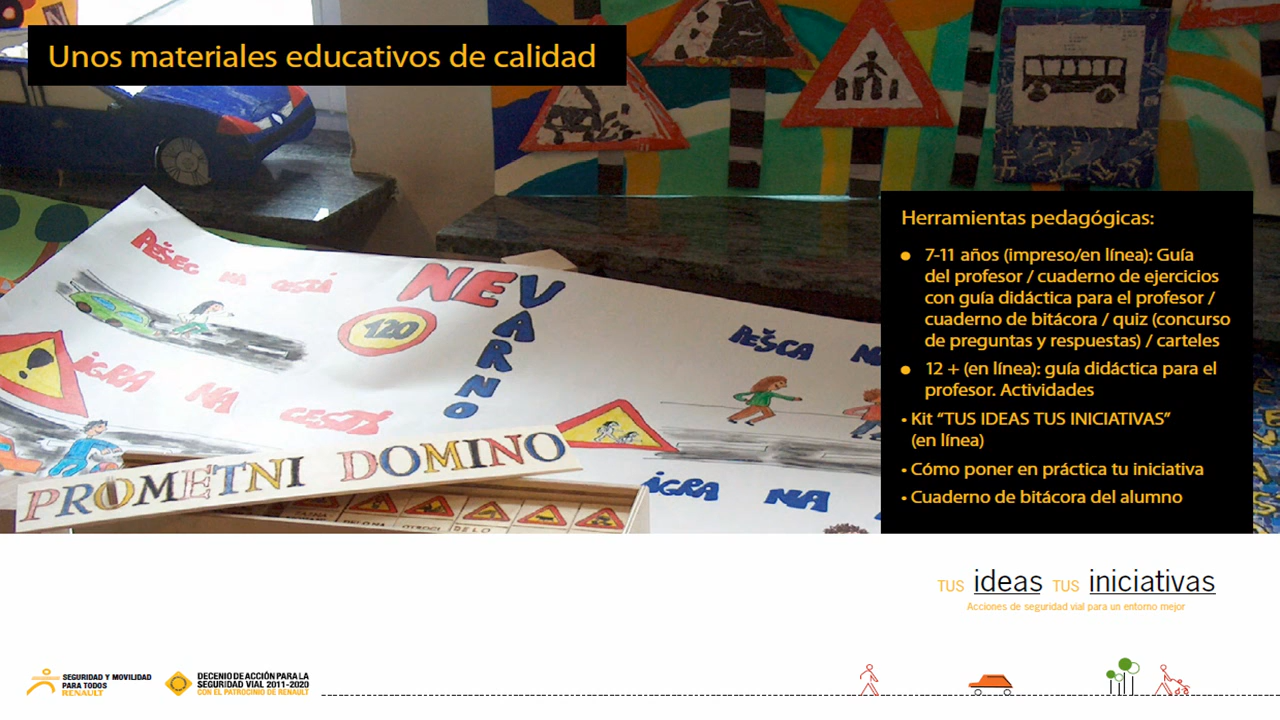 Unos materiales educativos de calidad
PEŠEC NA CESTI
NEVARNO
120
IGRA NA CESTI
PEŠCA
IGRA NA
PROMETNI DOMINO
OTROCI
DELO
Herramientas pedagógicas:
● 7-11 años (impreso/en línea): Guía
del profesor / cuaderno de ejercicios
con guía didáctica para el profesor /
cuaderno de bitácora / quiz (concurso
de preguntas y respuestas) / carteles
● 12 + (en línea): guía didáctica para el
profesor. Actividades
• Kit “TUS IDEAS TUS INICIATIVAS”
(en línea)
• Cómo poner en práctica tu iniciativa
• Cuaderno de bitácora del alumno
TUS ideas TUS iniciativas
Acciones de seguridad vial para un entorno mejor
SEGURIDAD Y MOVILIDAD
PARA TODOS
RENAULT
DECENIO DE ACCIÓN PARA LA
SEGURIDAD VIAL 2011-2020
CON EL PATROCINIO DE RENAULT